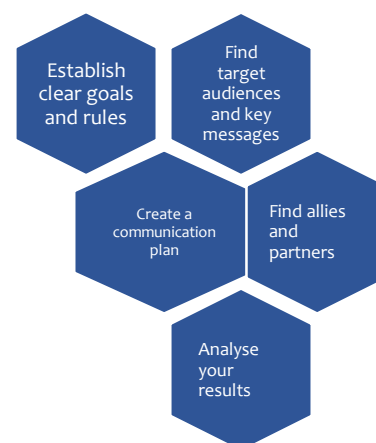 Establish
clear goals
and rules
Find
target
audiences
and key
messages
Create a
communication
plan
Find allies
and
partners
Analyse
your
results